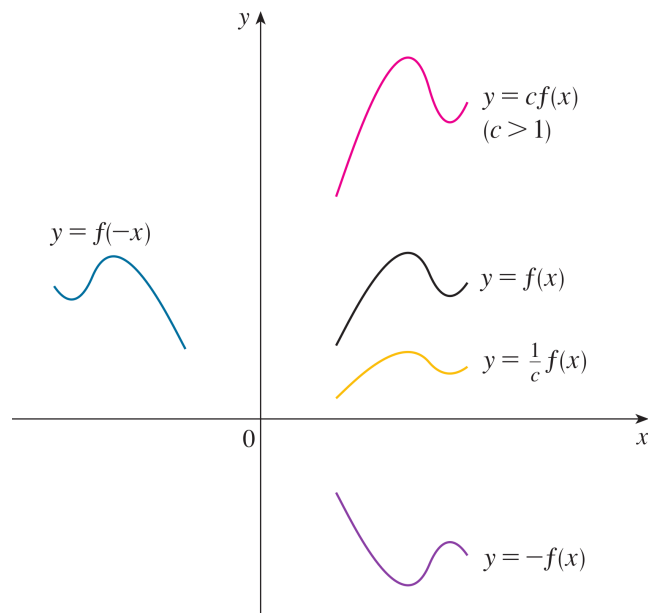 y
y = cf(x)
(c > 1)
y = f(−x)
y = f(x)
y = 1/c f(x)
0
x
y = −f(x)